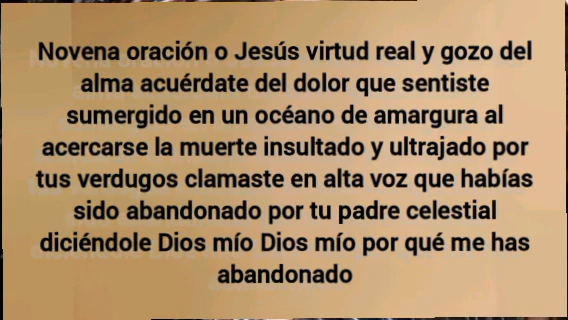 Novena oración o Jesús virtud real y gozo del
alma acuérdate del dolor que sentiste
sumergido en un océano de amargura al
acercarse la muerte insultado y ultrajado por
tus verdugos clamaste en alta voz que habías
sido abandonado por tu padre celestial
diciéndole Dios mío Dios mío por qué me has
abandonado